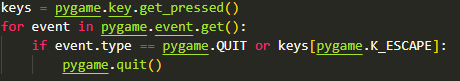 keys = pygame.key.get_pressed()
for event in pygame.event.get():
    if event.type == pygame.QUIT or keys[pygame.K_ESCAPE]:
        pygame.quit()